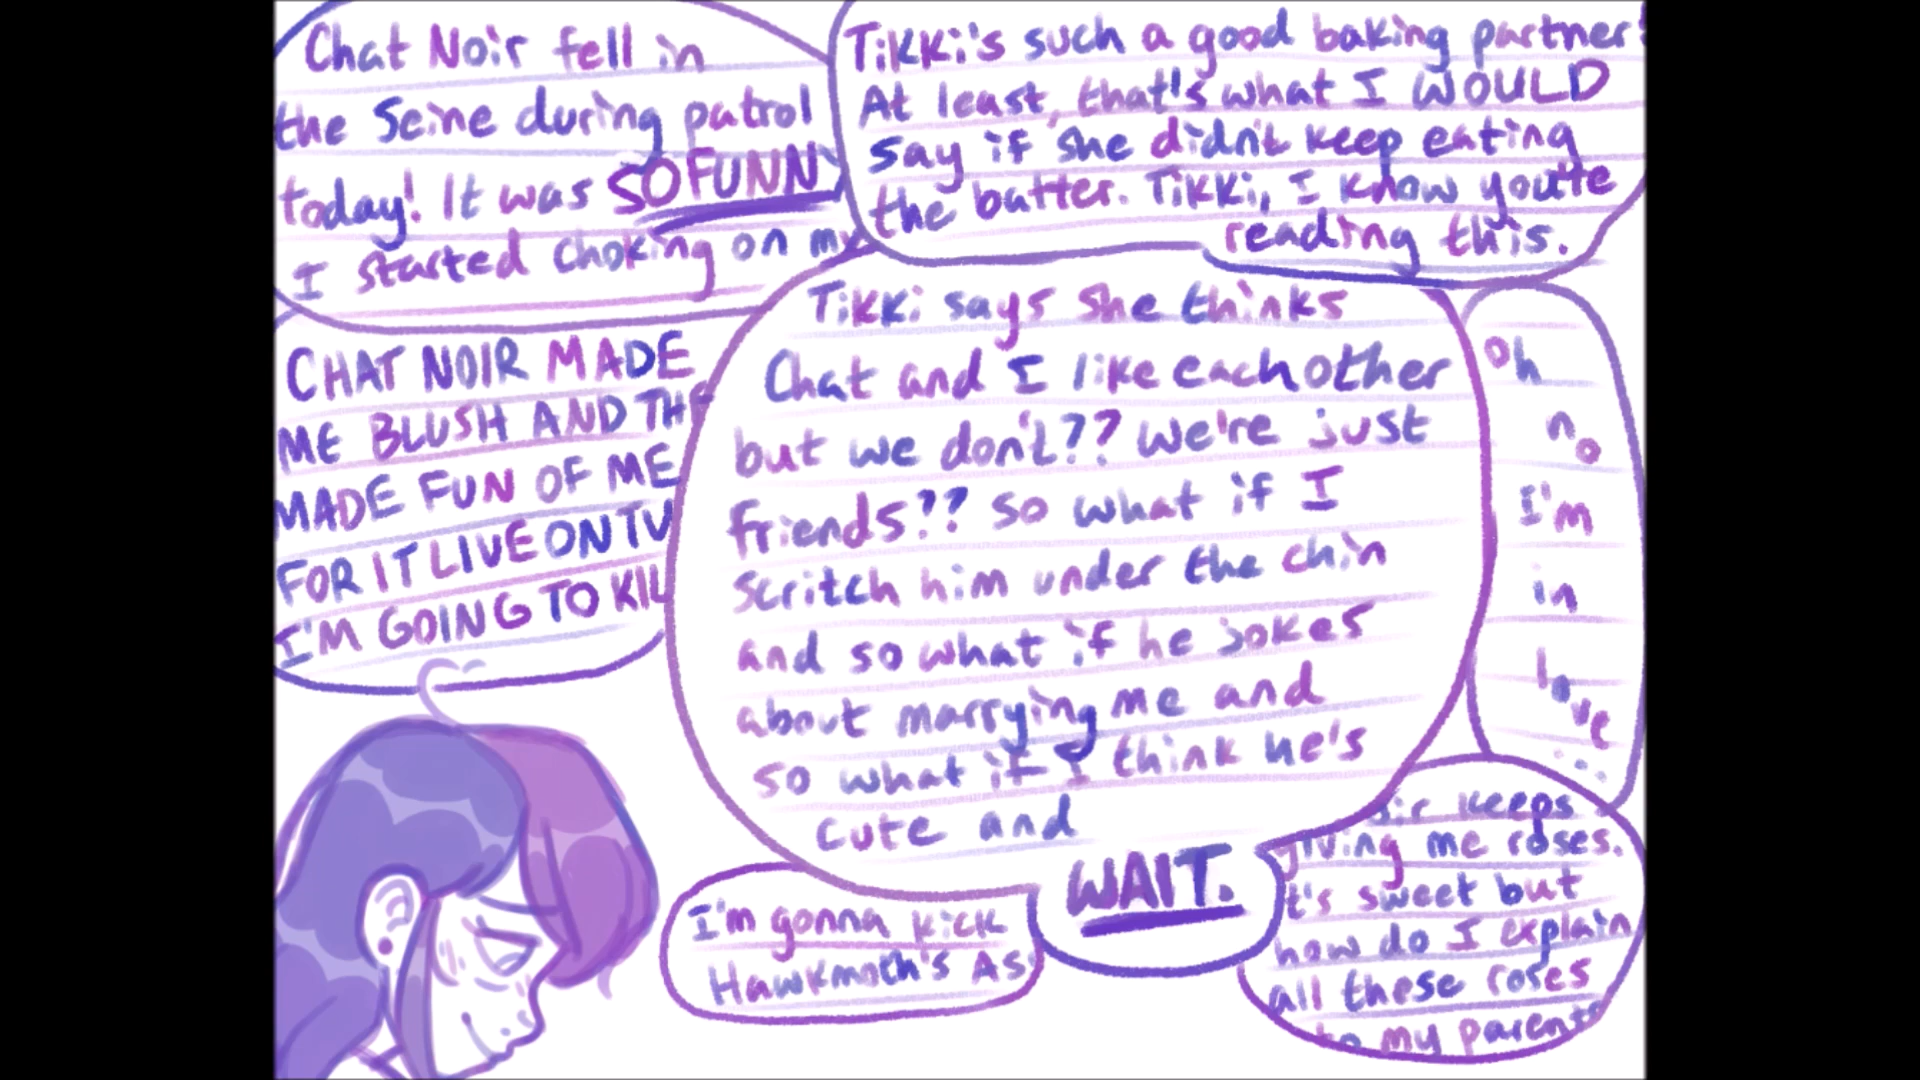 Chat Noir fell in
the Seine during patrol
today! It was SO FUNN
I started choking on my
Tikki's such a good baking partner!
At least, that's what I WOULD
say if she didn't keep eating
the batter. Tikki, I know you're
reading this.
CHAT NOIR MADE
ME BLUSH AND THE
MADE FUN OF ME
FOR IT LIVE ON TV
I'M GOING TO KIL
Tikki says she thinks
Chat and I like each other
but we don't?? We're just
friends?? So what if I
scritch him under the chin
and so what if he jokes
about marrying me and
so what if I think he's
cute and
WAIT.
oh
no
I'm
in
love
...
I'm gonna kick
Hawkmoth's As
ir keeps
giving me roses.
t's sweet but
how do I explain
all these roses
to my parents